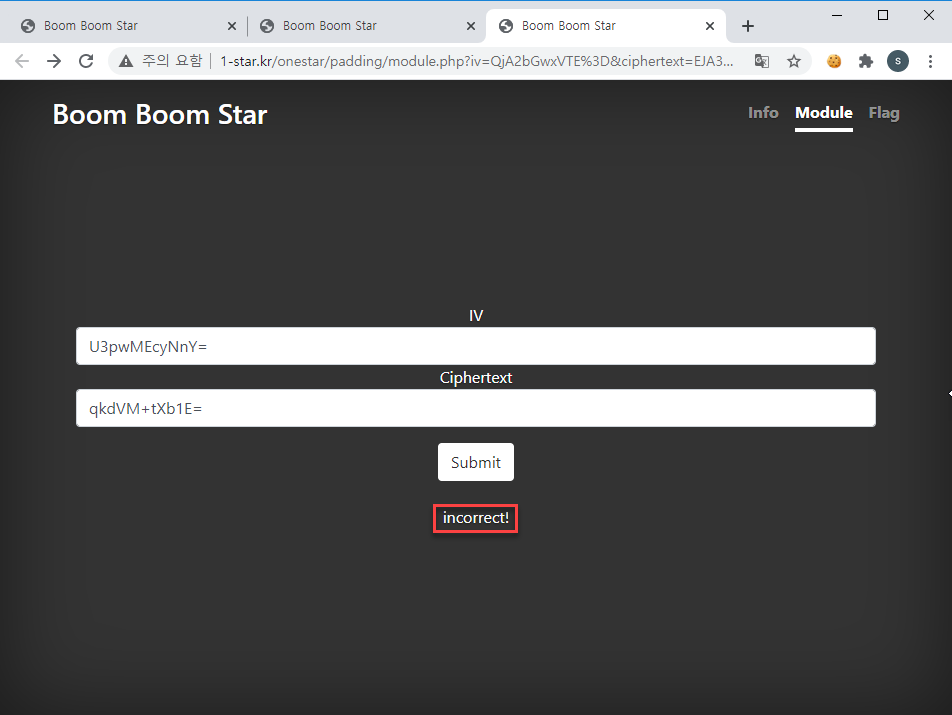 Boom Boom Star
Boom Boom Star
Boom Boom Star
주의 요함
1-star.kr/onestar/padding/module.php?iv=QjA2bGwxVTE%3D&ciphertext=EJA3...
S
Boom Boom Star
Info
Module
Flag
IV
U3pwMEcyNnY=
Ciphertext
qkdVM+tXb1E=
Submit
incorrect!